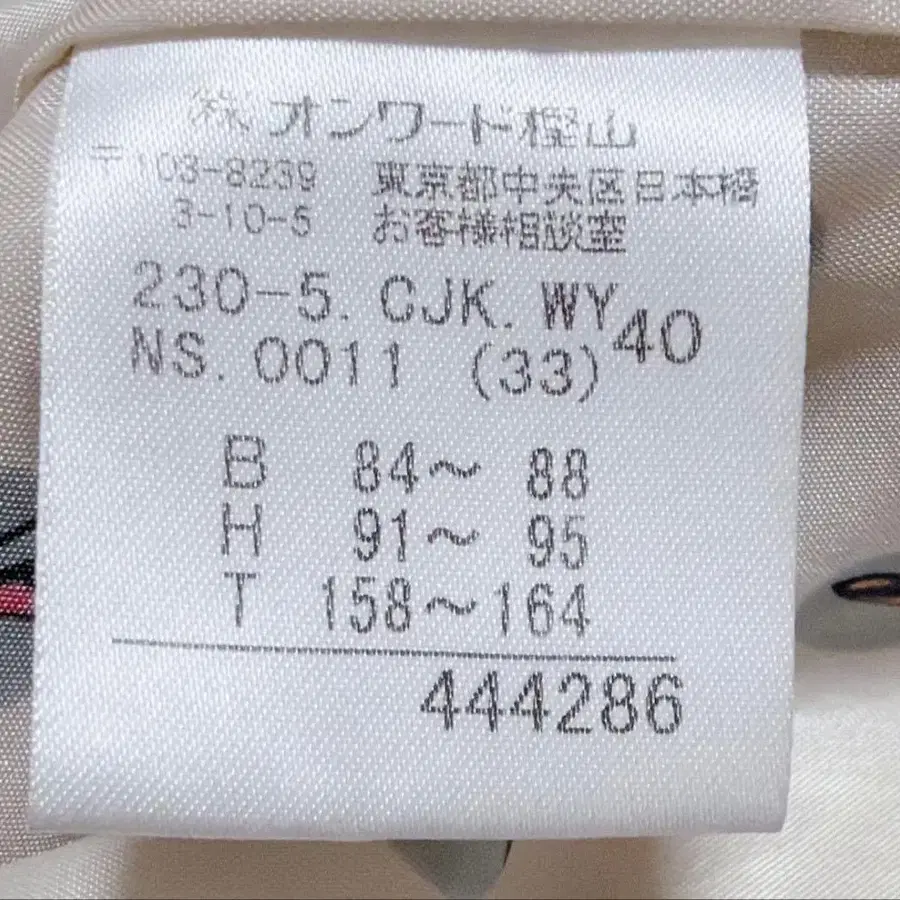 (株)オンワード樫山
〒103-8239 東京都中央区日本橋
3-10-5 お客様相談室
230-5. CJK. WY 40
NS. 0011 (33)
B 84〜 88
H 91〜 95
T 158〜164
444286